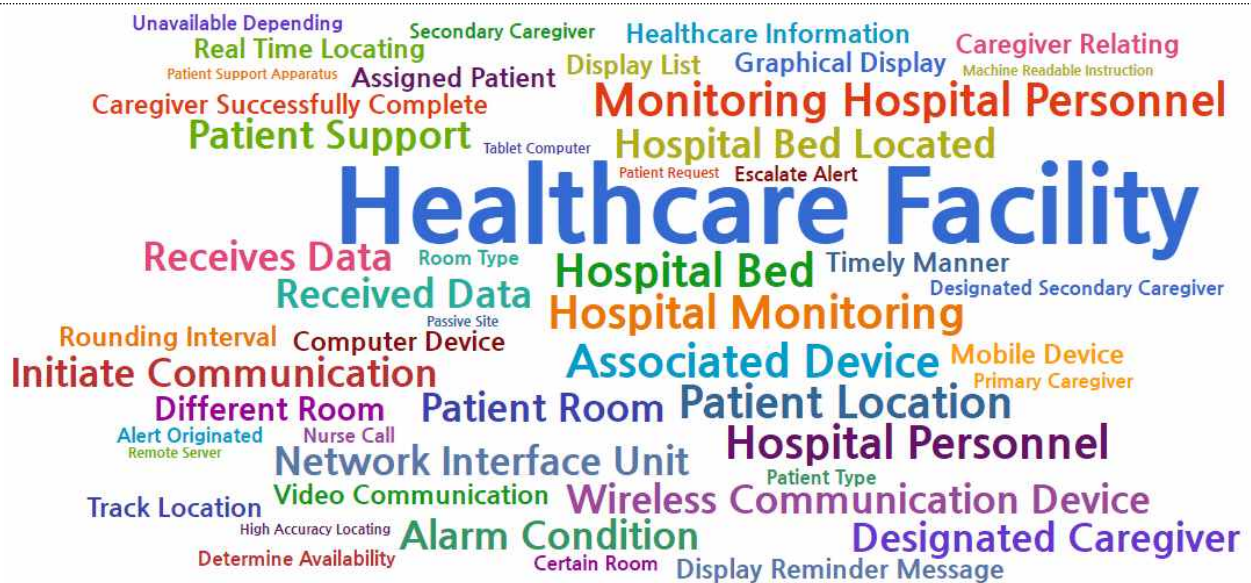 Unavailable Depending
Secondary Caregiver
Healthcare Information
Caregiver Relating
Real Time Locating
Display List
Graphical Display
Patient Support Apparatus
Assigned Patient
Machine Readable Instruction
Caregiver Successfully Complete
Monitoring Hospital Personnel
Patient Support
Tablet Computer
Hospital Bed Located
Patient Request
Escalate Alert
Healthcare Facility
Receives Data
Room Type
Hospital Bed
Timely Manner
Received Data
Designated Secondary Caregiver
Passive Site
Hospital Monitoring
Rounding Interval
Computer Device
Associated Device
Mobile Device
Initiate Communication
Primary Caregiver
Different Room
Patient Room
Patient Location
Alert Originated
Nurse Call
Hospital Personnel
Remote Server
Network Interface Unit
Patient Type
Track Location
Video Communication
Wireless Communication Device
High Accuracy Locating
Alarm Condition
Designated Caregiver
Determine Availability
Certain Room
Display Reminder Message